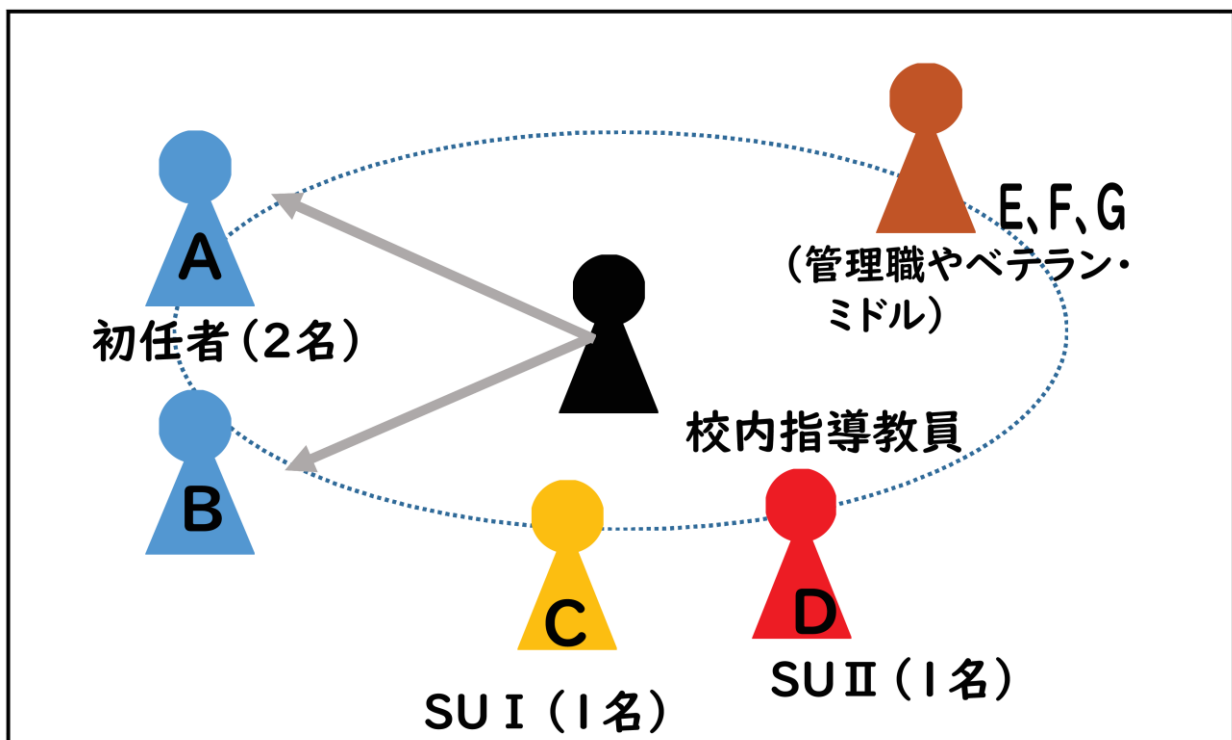 A
E、F、G
(管理職やベテラン・
ミドル)
初任者(2名)
校内指導教員
B
C
D
SUⅠ(1名)
SUⅡ(1名)